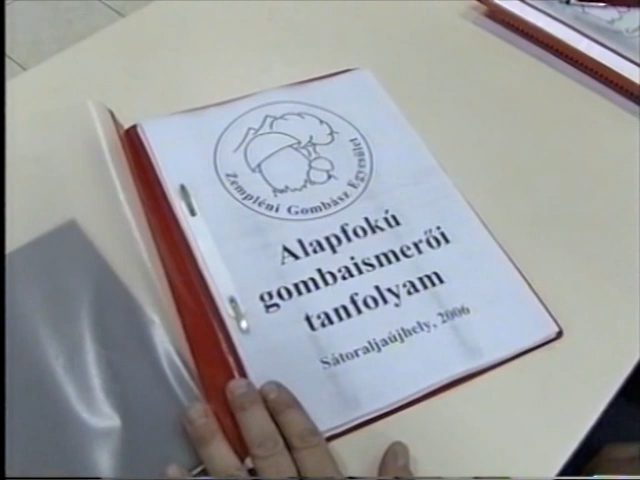 Zempléni Gombász Egyesület
Alapfokú
gombaismerői
tanfolyam
Sátoraljaújhely, 2006